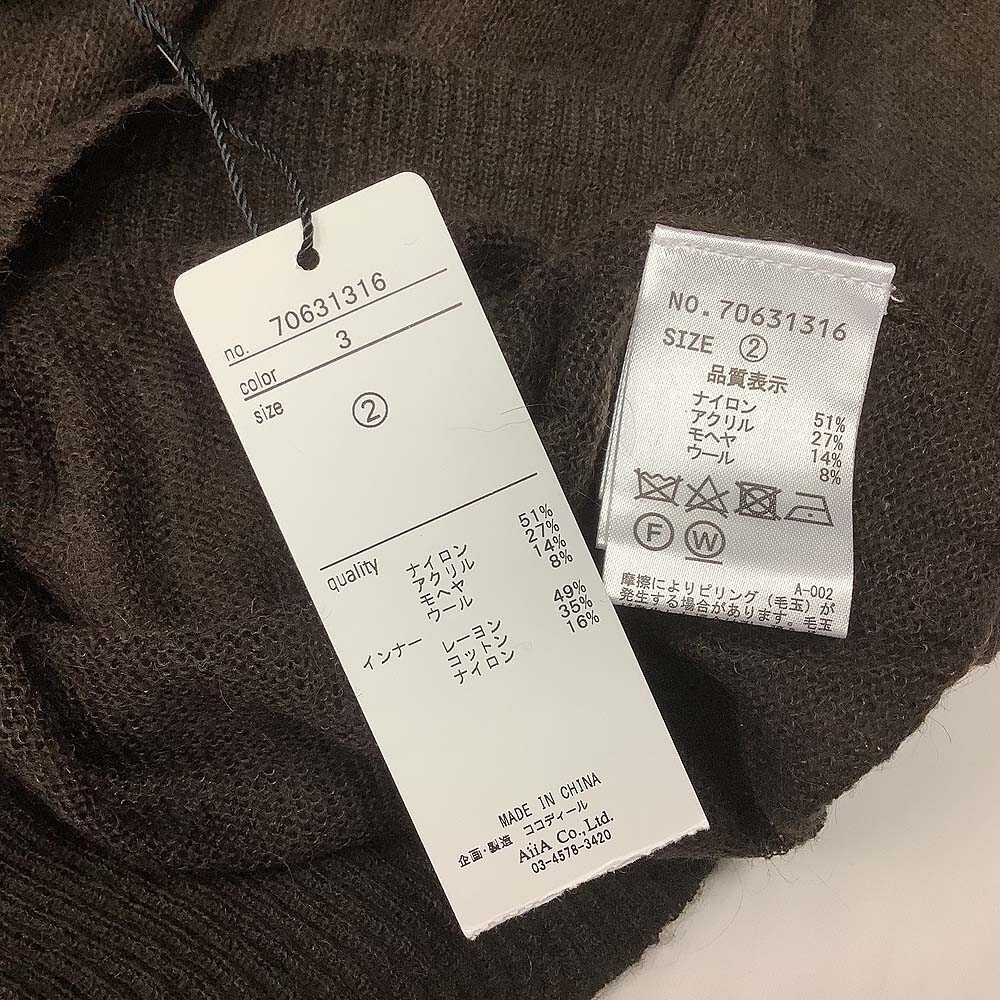 no. 70631316
color 3
size ②
quality ナイロン 51%
アクリル 27%
モヘヤ 14%
ウール 8%
インナー レーヨン 49%
コットン 35%
ナイロン 16%
MADE IN CHINA
企画・製造 ココディール
AiiA Co.,Ltd.
03-4578-3420
NO.70631316
SIZE ②
品質表示
ナイロン 51%
アクリル 27%
モヘヤ 14%
ウール 8%
F W
A-002
摩擦によりピリング(毛玉)が
発生する場合があります。毛玉